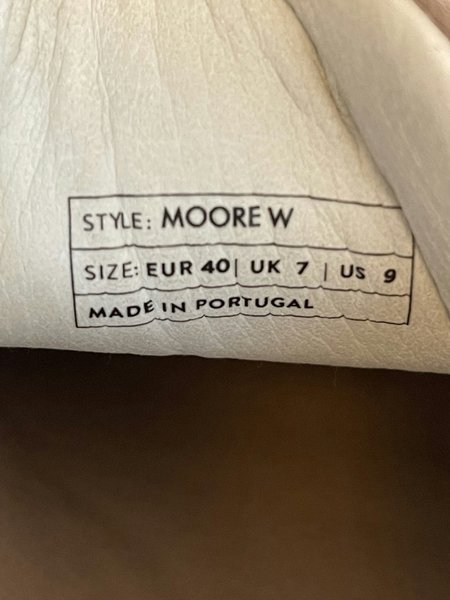 STYLE: MOORE W
SIZE: EUR 40| UK 7 | US 9
MADE IN PORTUGAL